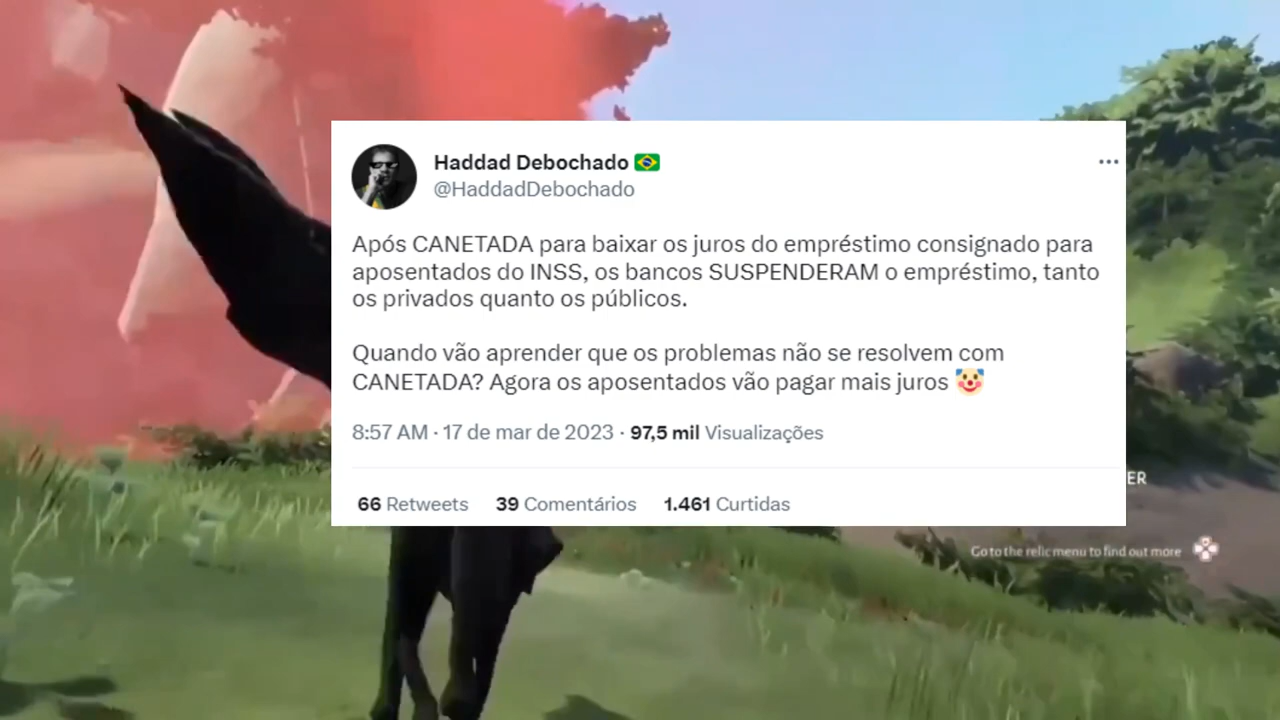 Haddad Debochado
@HaddadDebochado
Após CANETADA para baixar os juros do empréstimo consignado para
aposentados do INSS, os bancos SUSPENDERAM o empréstimo, tanto
os privados quanto os públicos.
Quando vão aprender que os problemas não se resolvem com
CANETADA? Agora os aposentados vão pagar mais juros 🤡
8:57 AM · 17 de mar de 2023 · 97,5 mil Visualizações
66 Retweets 39 Comentários 1.461 Curtidas
ER
Go to the relic menu to find out more